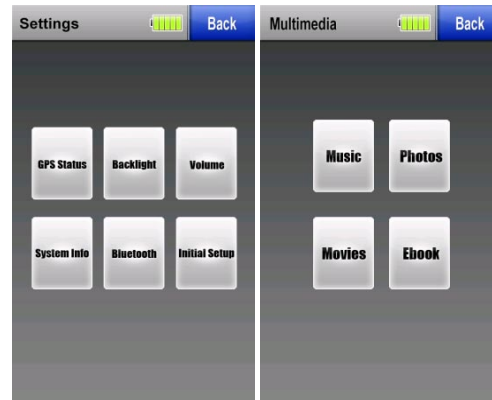 Settings Back
GPS Status Backlight Volume
System Info Bluetooth Initial Setup
Multimedia Back
Music Photos
Movies Ebook